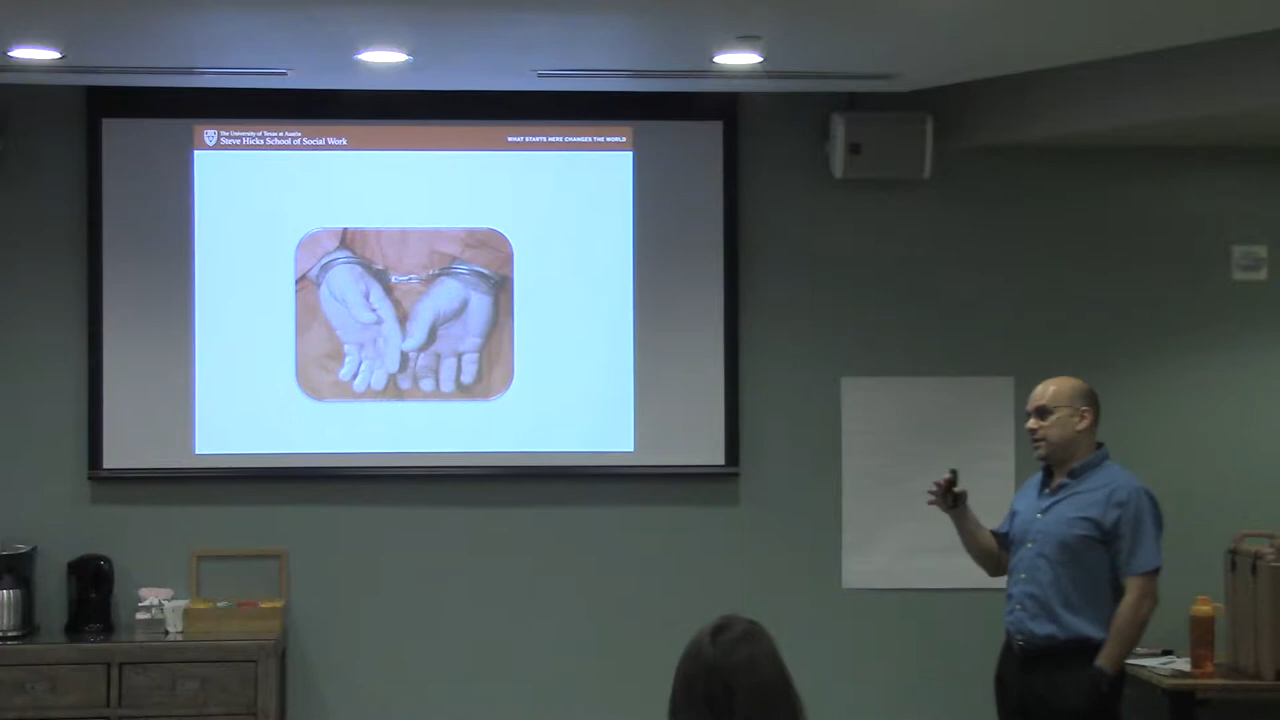 The University of Texas at Austin
Steve Hicks School of Social Work
WHAT STARTS HERE CHANGES THE WORLD